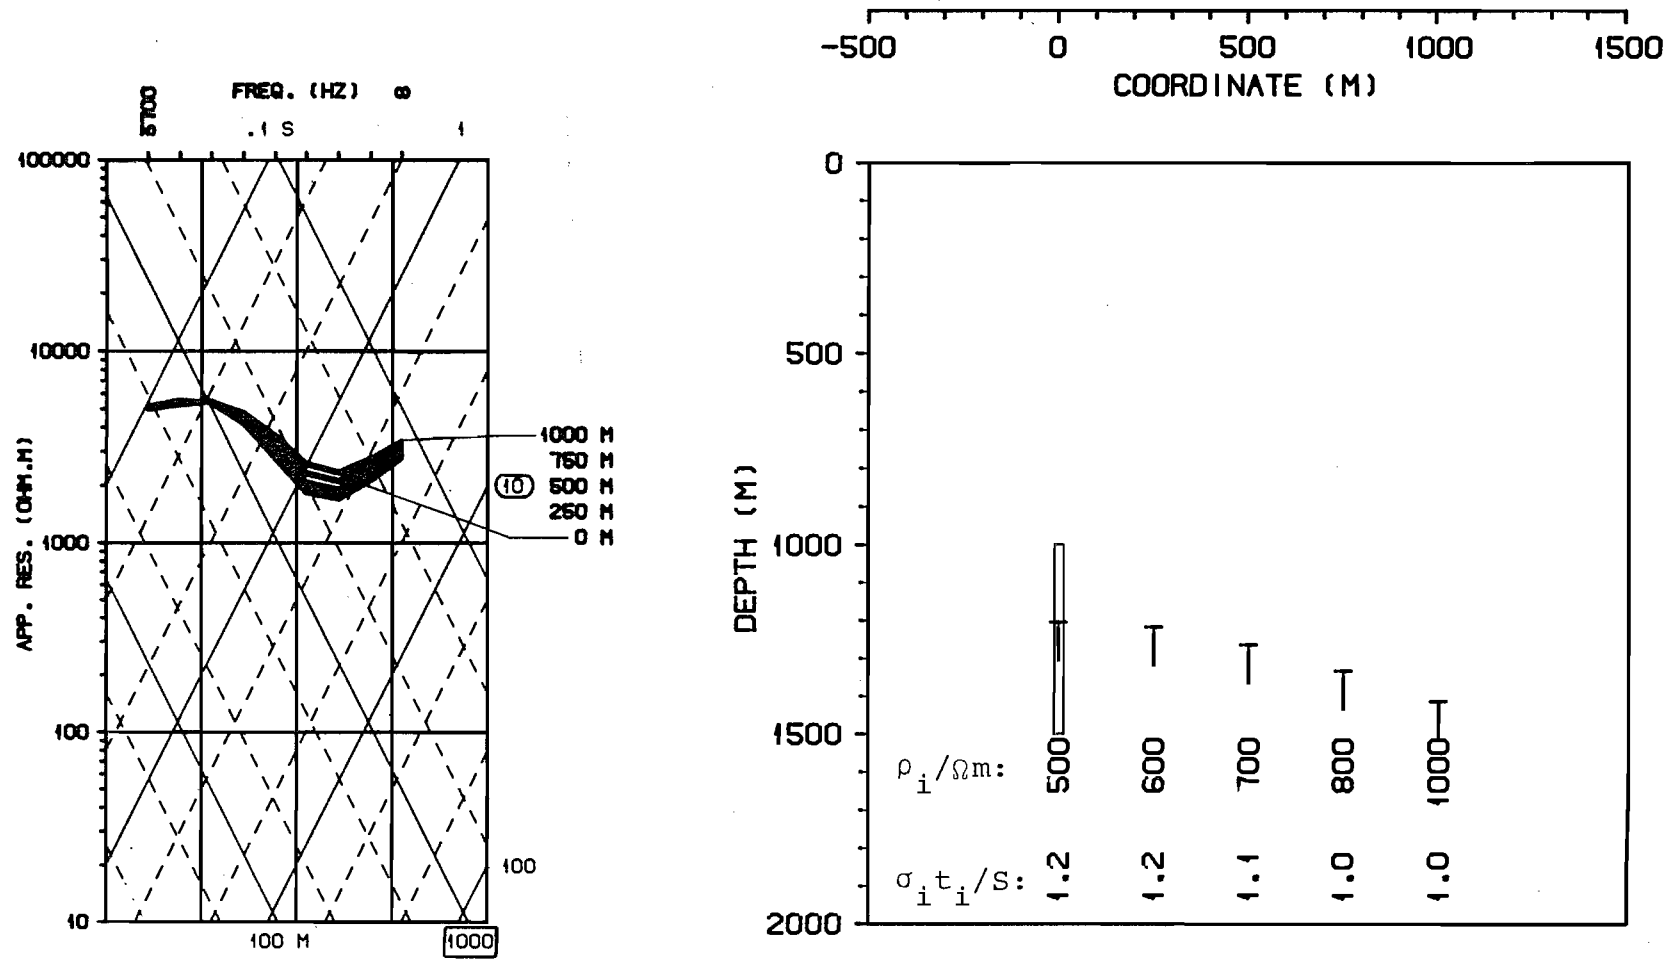 -500 0 500 1000 1500
COORDINATE (M)
FREQ. (HZ)
5700 8
.1 S 1
100000
10000
1000
100
10
APP. RES. (OHM.M)
1000 M
750 M
10 500 M
250 M
0 M
100
100 M 1000
0
500
1000
1500
2000
DEPTH (M)
ρi/Ωm: 500 600 700 800 1000
σiti/S: 1.2 1.2 1.1 1.0 1.0